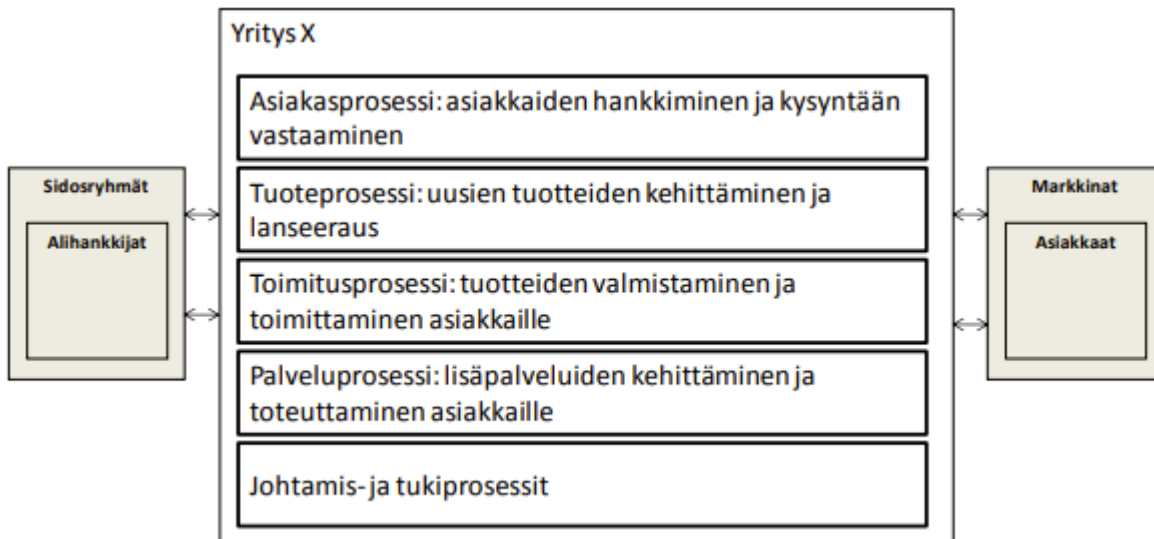 Yritys X
Asiakasprosessi: asiakkaiden hankkiminen ja kysyntään
vastaaminen
Sidosryhmät
Alihankkijat
Tuoteprosessi: uusien tuotteiden kehittäminen ja
lanseeraus
Toimitusprosessi: tuotteiden valmistaminen ja
toimittaminen asiakkaille
Palveluprosessi: lisäpalveluiden kehittäminen ja
toteuttaminen asiakkaille
Johtamis- ja tukiprosessit
Markkinat
Asiakkaat